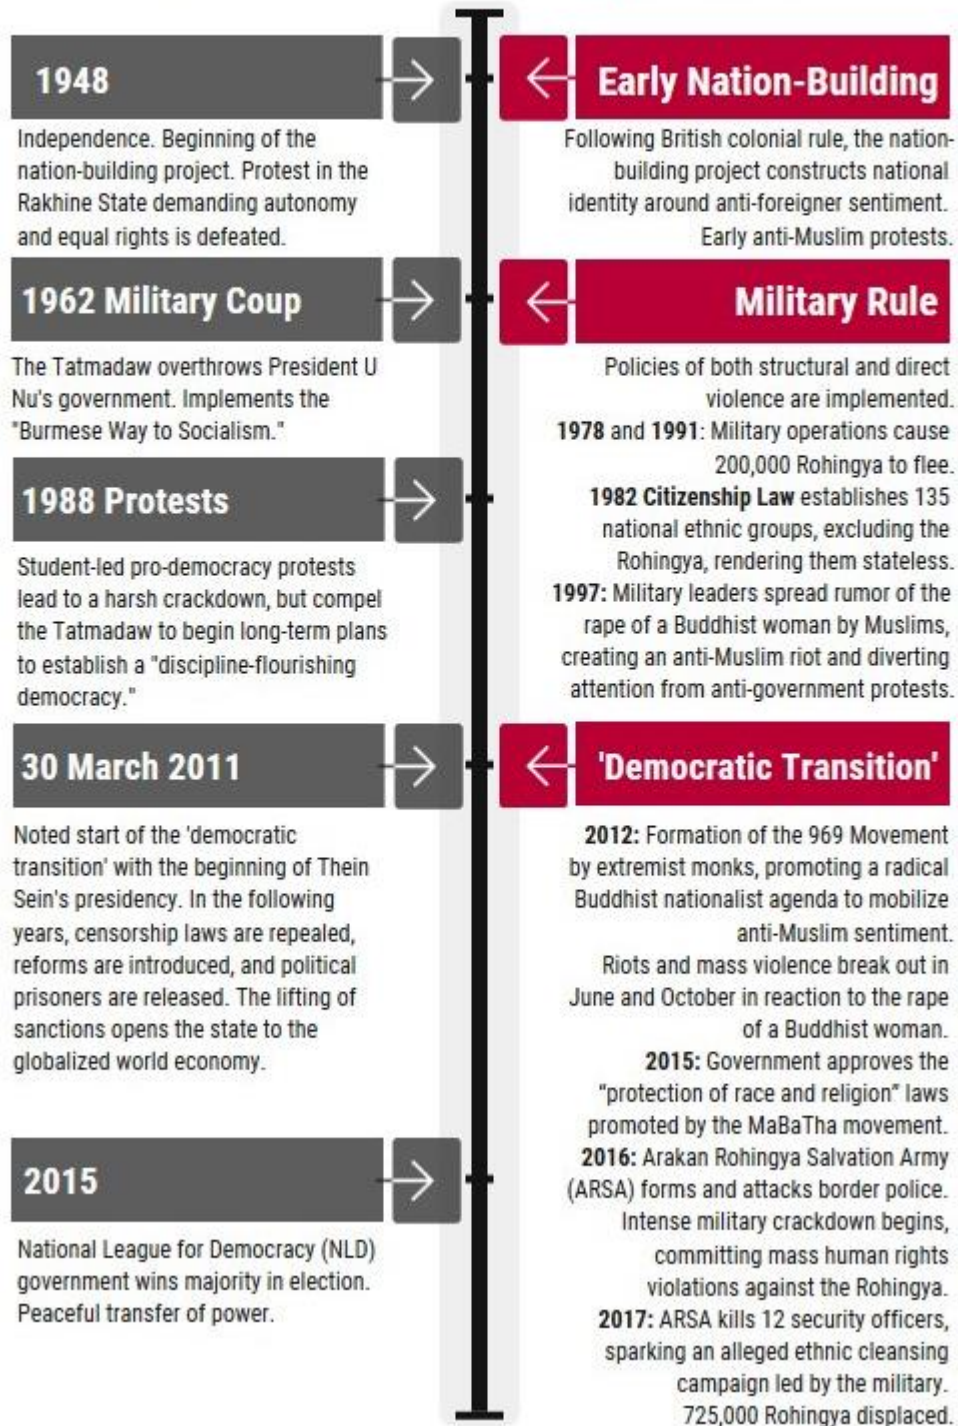 1948
Independence. Beginning of the
nation-building project. Protest in the
Rakhine State demanding autonomy
and equal rights is defeated.
Early Nation-Building
Following British colonial rule, the nation-
building project constructs national
identity around anti-foreigner sentiment.
Early anti-Muslim protests.
1962 Military Coup
The Tatmadaw overthrows President U
Nu's government. Implements the
"Burmese Way to Socialism."
1988 Protests
Student-led pro-democracy protests
lead to a harsh crackdown, but compel
the Tatmadaw to begin long-term plans
to establish a "discipline-flourishing
democracy."
Military Rule
Policies of both structural and direct
violence are implemented.
1978 and 1991: Military operations cause
200,000 Rohingya to flee.
1982 Citizenship Law establishes 135
national ethnic groups, excluding the
Rohingya, rendering them stateless.
1997: Military leaders spread rumor of the
rape of a Buddhist woman by Muslims,
creating an anti-Muslim riot and diverting
attention from anti-government protests.
30 March 2011
Noted start of the 'democratic
transition' with the beginning of Thein
Sein's presidency. In the following
years, censorship laws are repealed,
reforms are introduced, and political
prisoners are released. The lifting of
sanctions opens the state to the
globalized world economy.
2015
National League for Democracy (NLD)
government wins majority in election.
Peaceful transfer of power.
'Democratic Transition'
2012: Formation of the 969 Movement
by extremist monks, promoting a radical
Buddhist nationalist agenda to mobilize
anti-Muslim sentiment.
Riots and mass violence break out in
June and October in reaction to the rape
of a Buddhist woman.
2015: Government approves the
“protection of race and religion” laws
promoted by the MaBaTha movement.
2016: Arakan Rohingya Salvation Army
(ARSA) forms and attacks border police.
Intense military crackdown begins,
committing mass human rights
violations against the Rohingya.
2017: ARSA kills 12 security officers,
sparking an alleged ethnic cleansing
campaign led by the military.
725,000 Rohingya displaced.